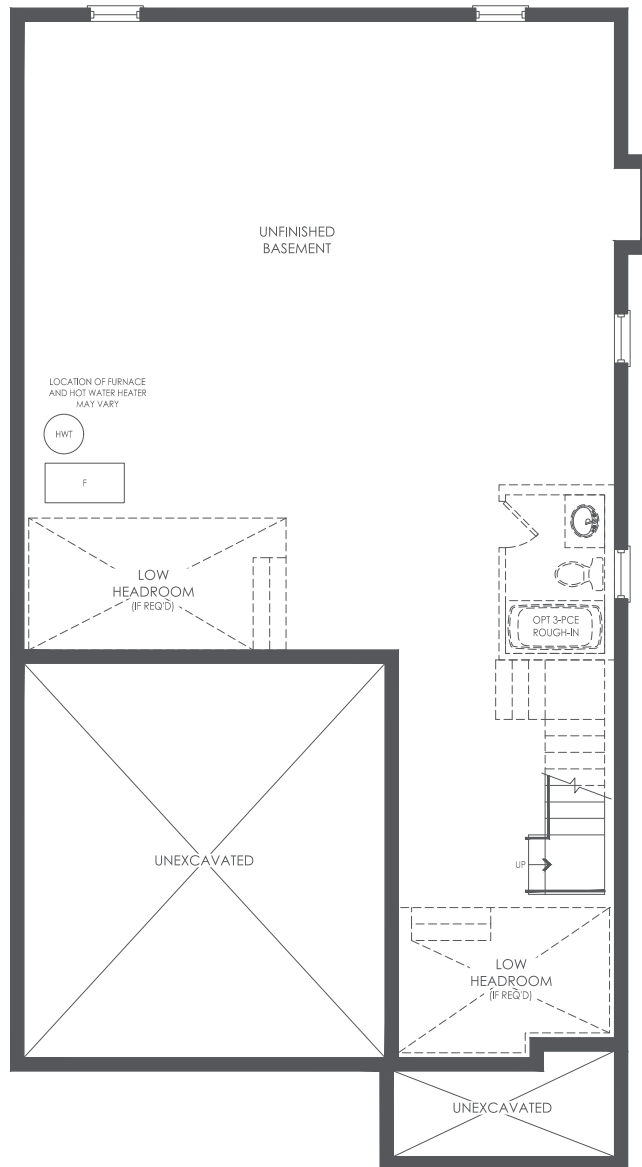 UNFINISHED
BASEMENT
LOCATION OF FURNACE
AND HOT WATER HEATER
MAY VARY
HWT
F
LOW
HEADROOM
(IF REQ'D)
OPT 3-PCE
ROUGH-IN
UNEXCAVATED
UP
LOW
HEADROOM
(IF REQ'D)
UNEXCAVATED